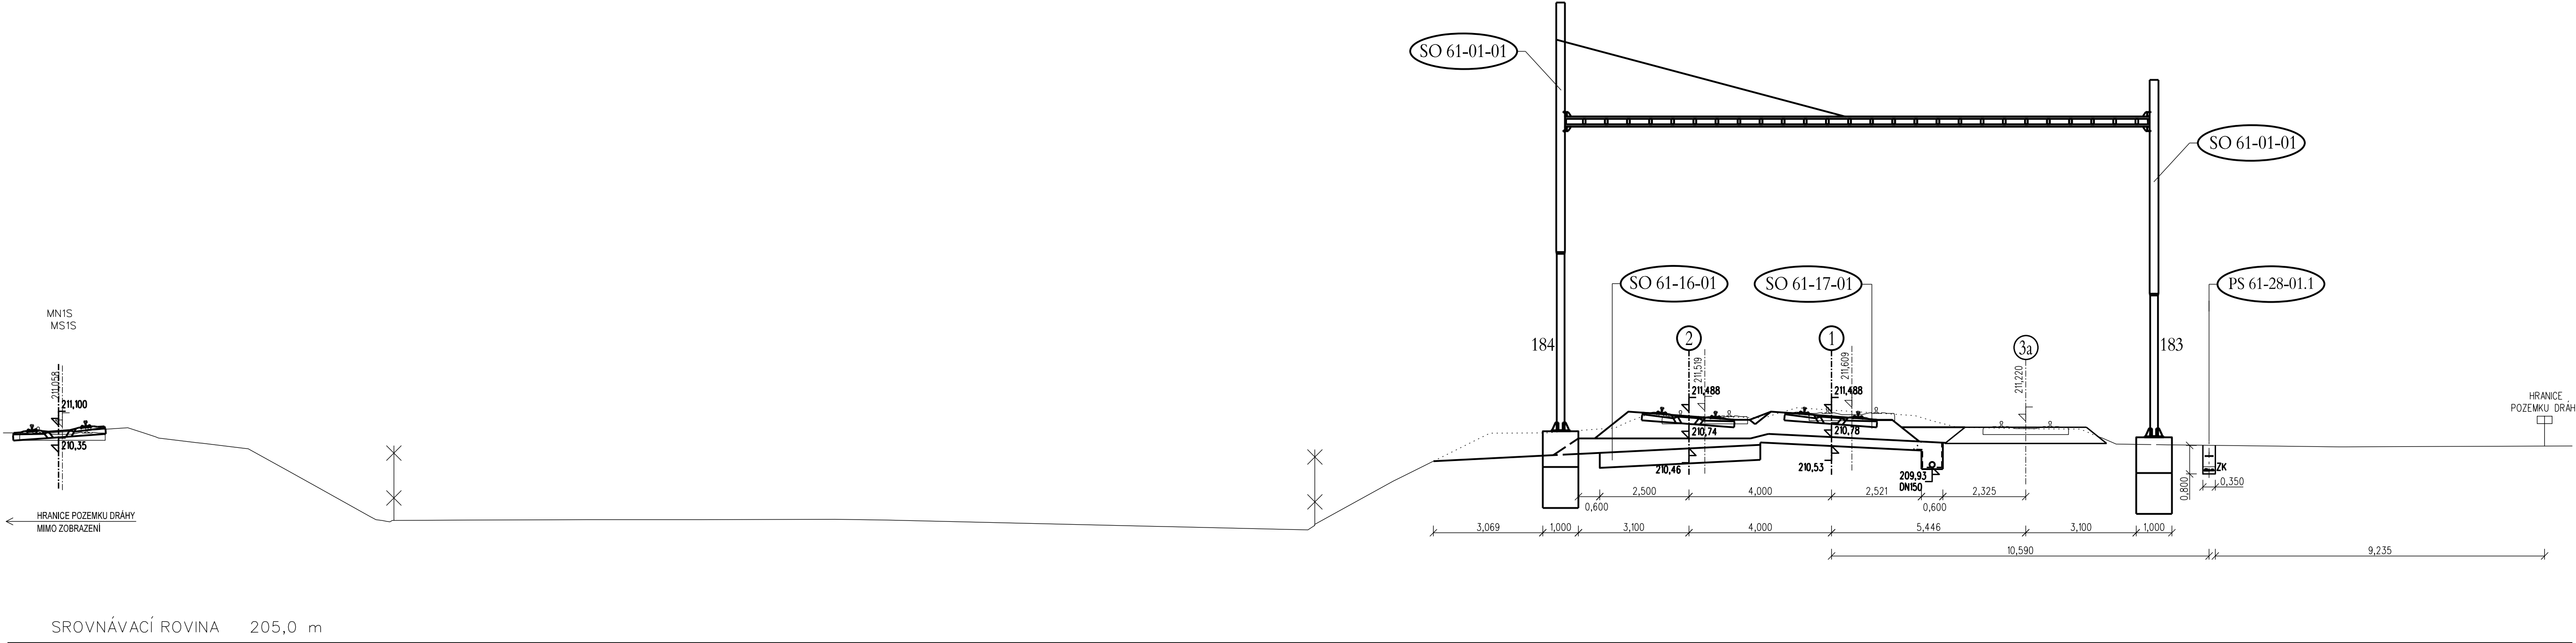 SO 61-01-01
SO 61-01-01
SO 61-16-01
SO 61-17-01
PS 61-28-01.1
MN1S
MS1S
184
2
1
3a
183
211,058
211,100
210,35
211,519
211,488
210,74
210,46
211,609
211,488
210,78
210,53
211,220
209,93
DN150
HRANICE
POZEMKU DRÁH
ZK
0,800
0,350
2,500
4,000
2,521
2,325
0,600
0,600
HRANICE POZEMKU DRÁHY
MIMO ZOBRAZENÍ
3,069
1,000
3,100
4,000
5,446
3,100
1,000
10,590
9,235
SROVNÁVACÍ ROVINA 205,0 m